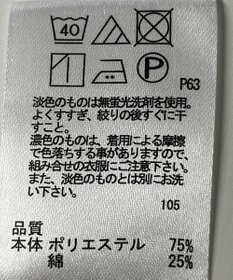 40
P
P63
淡色のものは無蛍光洗剤を使用。
よくすすぎ、絞りの後すぐに干
すこと。
濃色のものは、着用による摩擦
で色落ちする事がありますので、
組み合せの衣服にご注意下さい。
また、淡色のものとは別にお洗
い下さい。
105
品質
本体 ポリエステル 75%
綿 25%